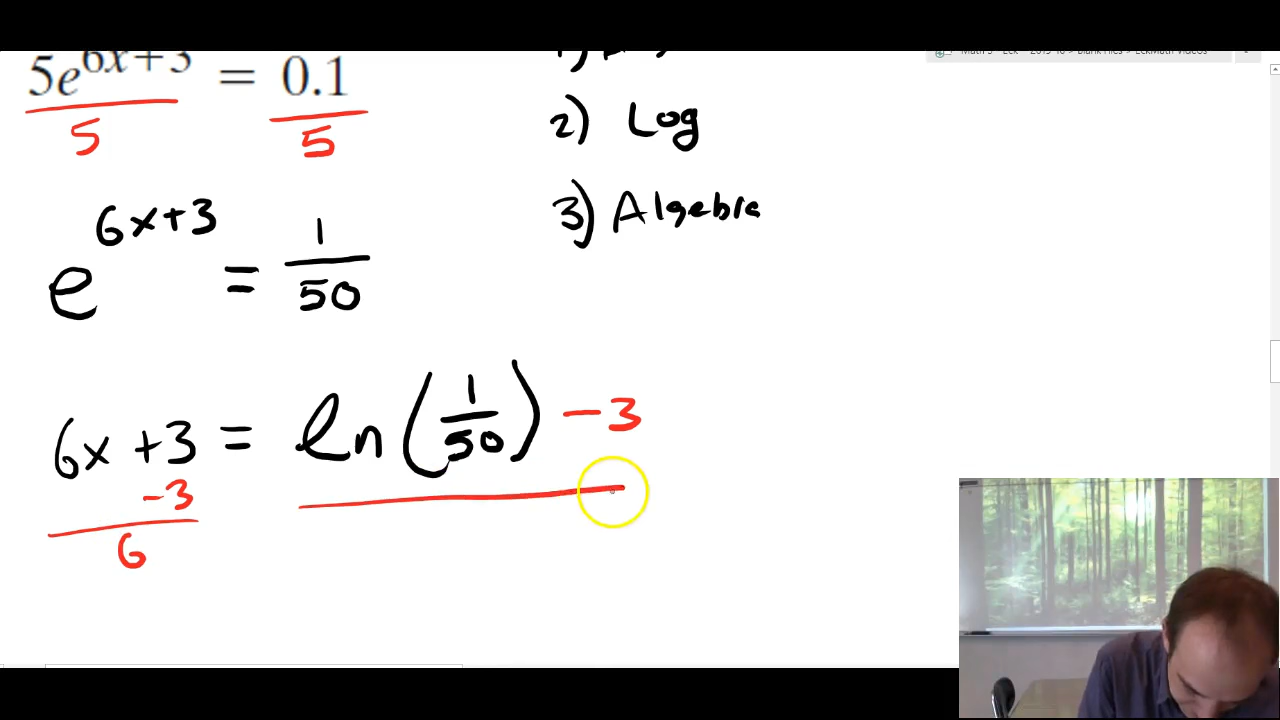 5e^{6x+3} = 0.1
5 5
2) Log
3) Algebra
e^{6x+3} = 1/50
6x + 3 = ln(1/50) - 3
-3
6